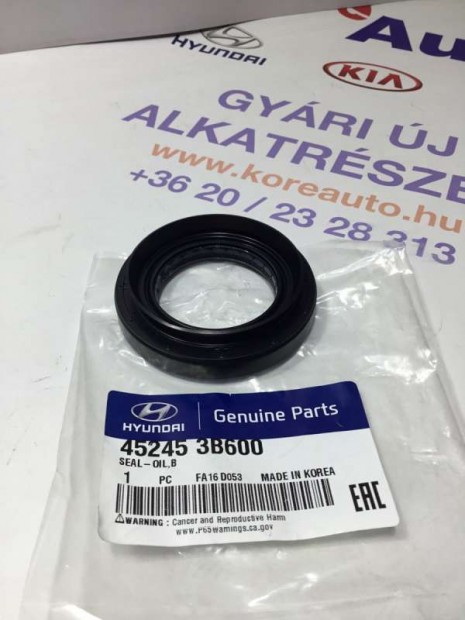 HYUNDAI
Au
KIA
GYÁRI ÚJ
ALKATRÉSZE
www.koreauto.hu
+36 20 / 23 28 313
HYUNDAI
Genuine Parts
45245 3B600
SEAL-OIL,B
1 PC FA16 D053 MADE IN KOREA
EAC
WARNING : Cancer and Reproductive Harm
www.P65Warnings.ca.gov